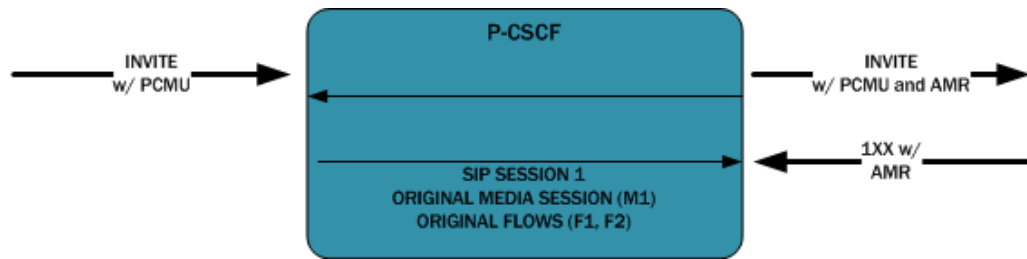 P-CSCF
INVITE
w/ PCMU
INVITE
w/ PCMU and AMR
1XX w/
AMR
SIP SESSION 1
ORIGINAL MEDIA SESSION (M1)
ORIGINAL FLOWS (F1, F2)